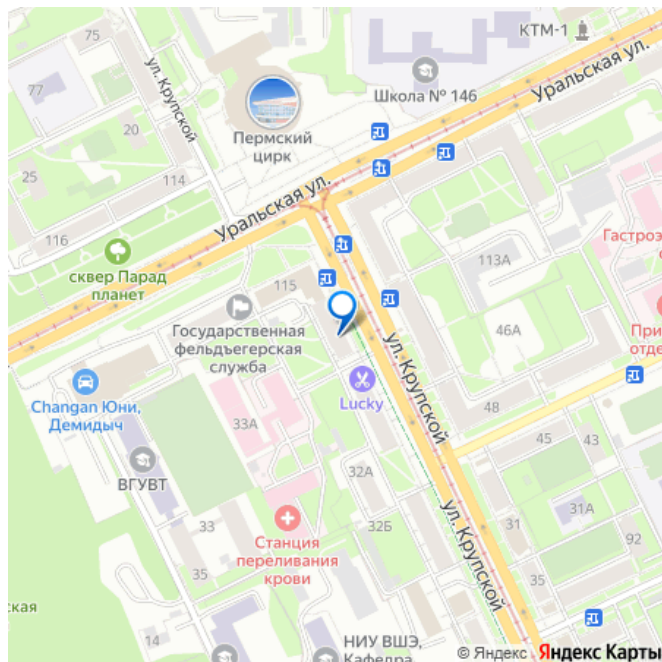 75
КТМ-1
77
ул. Крупской
Школа № 146
Уральская ул.
20
Пермский
цирк
25
114
116
Уральская ул.
Гастроэ
сквер Парад
планет
115
113А
Государственная
фельдъегерская
служба
46А
При
отде
ул. Крупской
Changan Юни,
Демидыч
Lucky
48
33А
45
43
ВГУВТ
32А
31А
33
32Б
31
92
Станция
переливания
крови
ул. Крупской
35
35
ская
14
НИУ ВШЭ,
Кафедра
© Яндекс Яндекс Карты